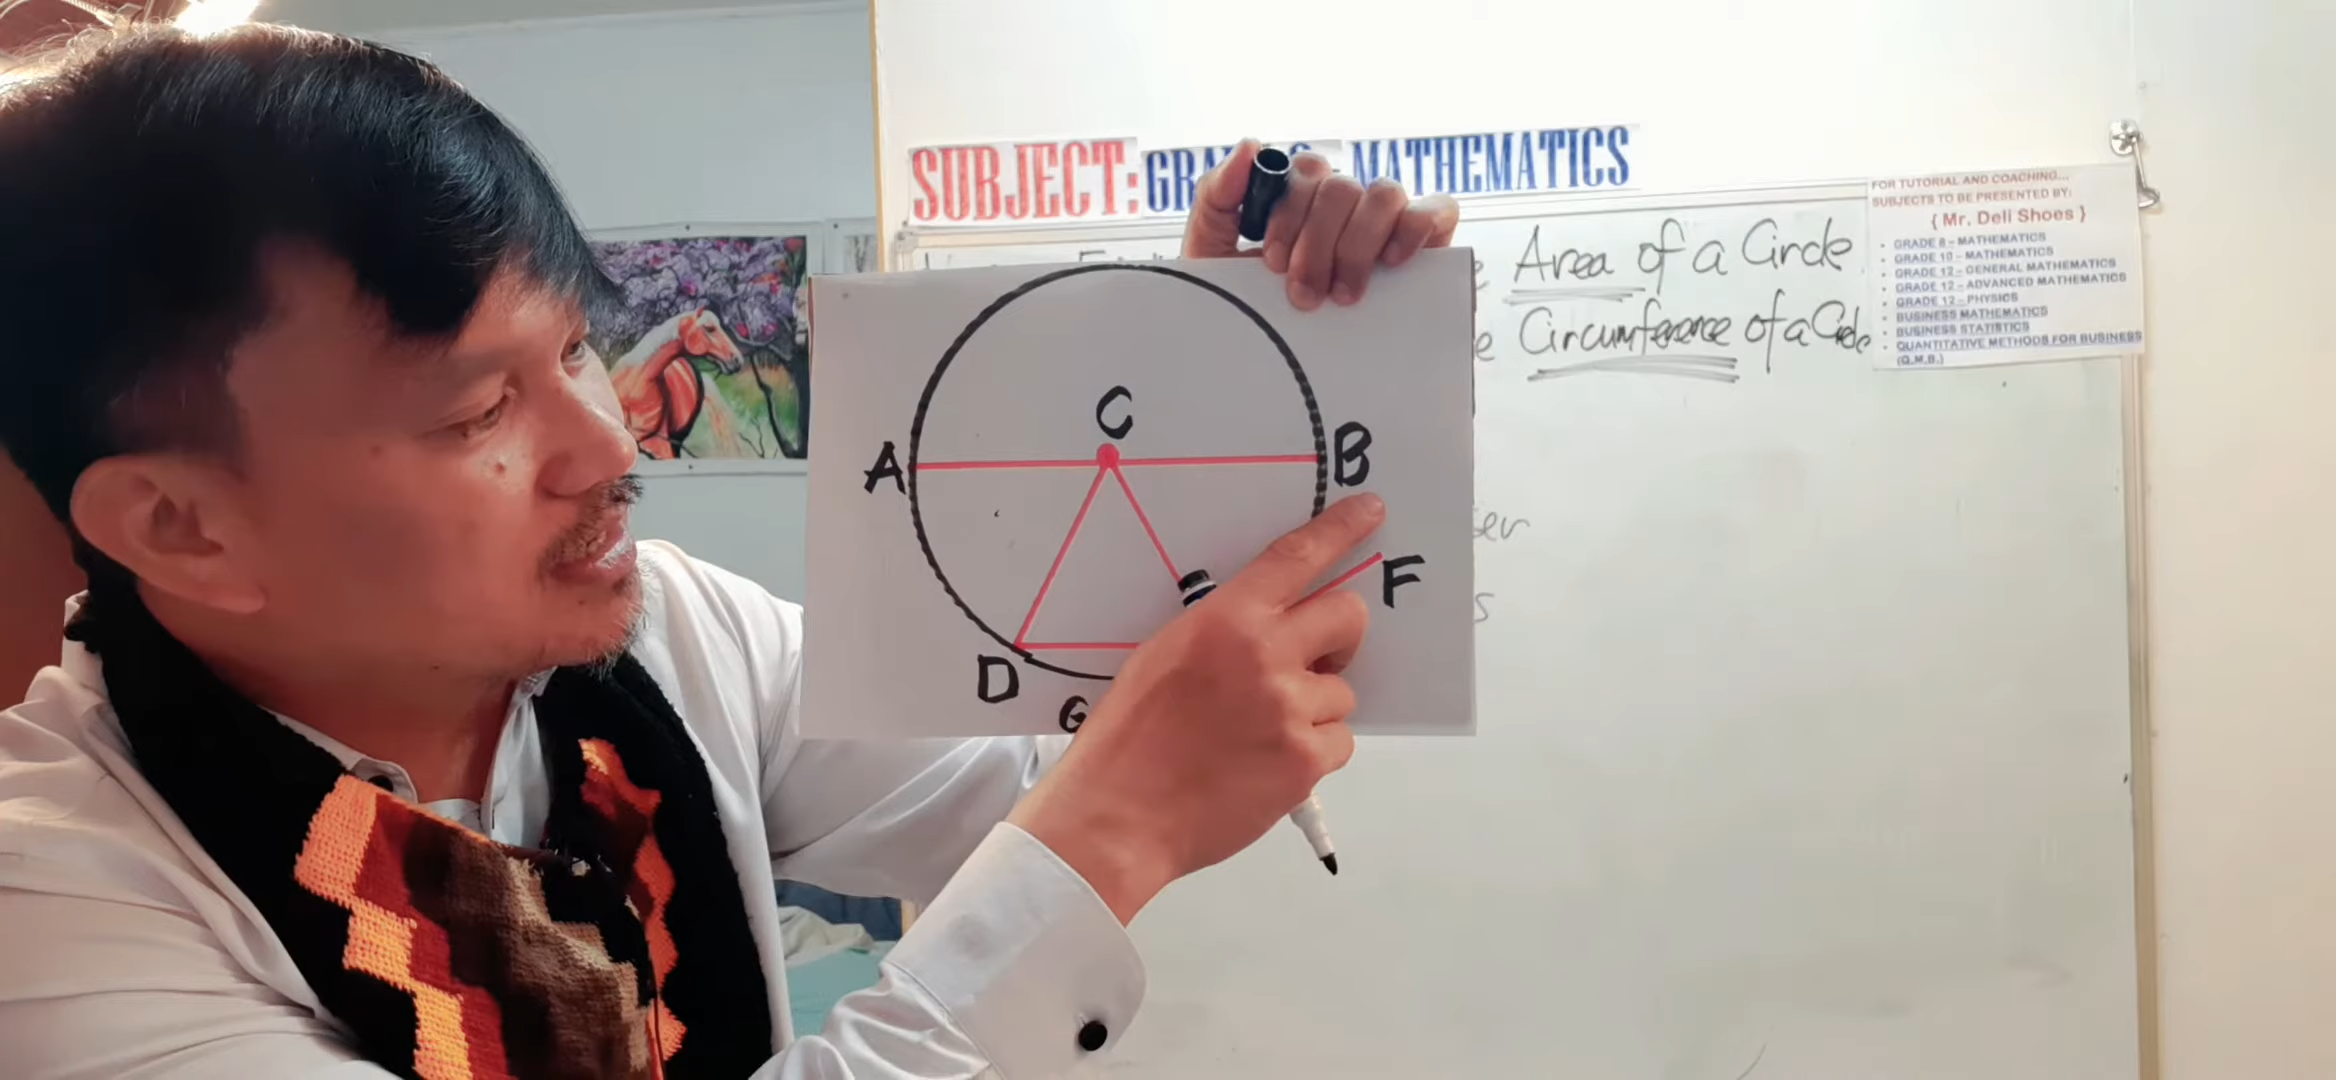 SUBJECT: MATHEMATICS
Area of a Circle
Circumference of a Circle
FOR TUTORIAL AND COACHING...
SUBJECTS TO BE PRESENTED BY:
{ Mr. Deli Shoes }
• GRADE 8 – MATHEMATICS
• GRADE 10 – MATHEMATICS
• GRADE 12 – GENERAL MATHEMATICS
• GRADE 12 – ADVANCED MATHEMATICS
• GRADE 12 – PHYSICS
• BUSINESS MATHEMATICS
• BUSINESS STATISTICS
• QUANTITATIVE METHODS FOR BUSINESS
(Q.M.B.)
C
A
B
F
D
G